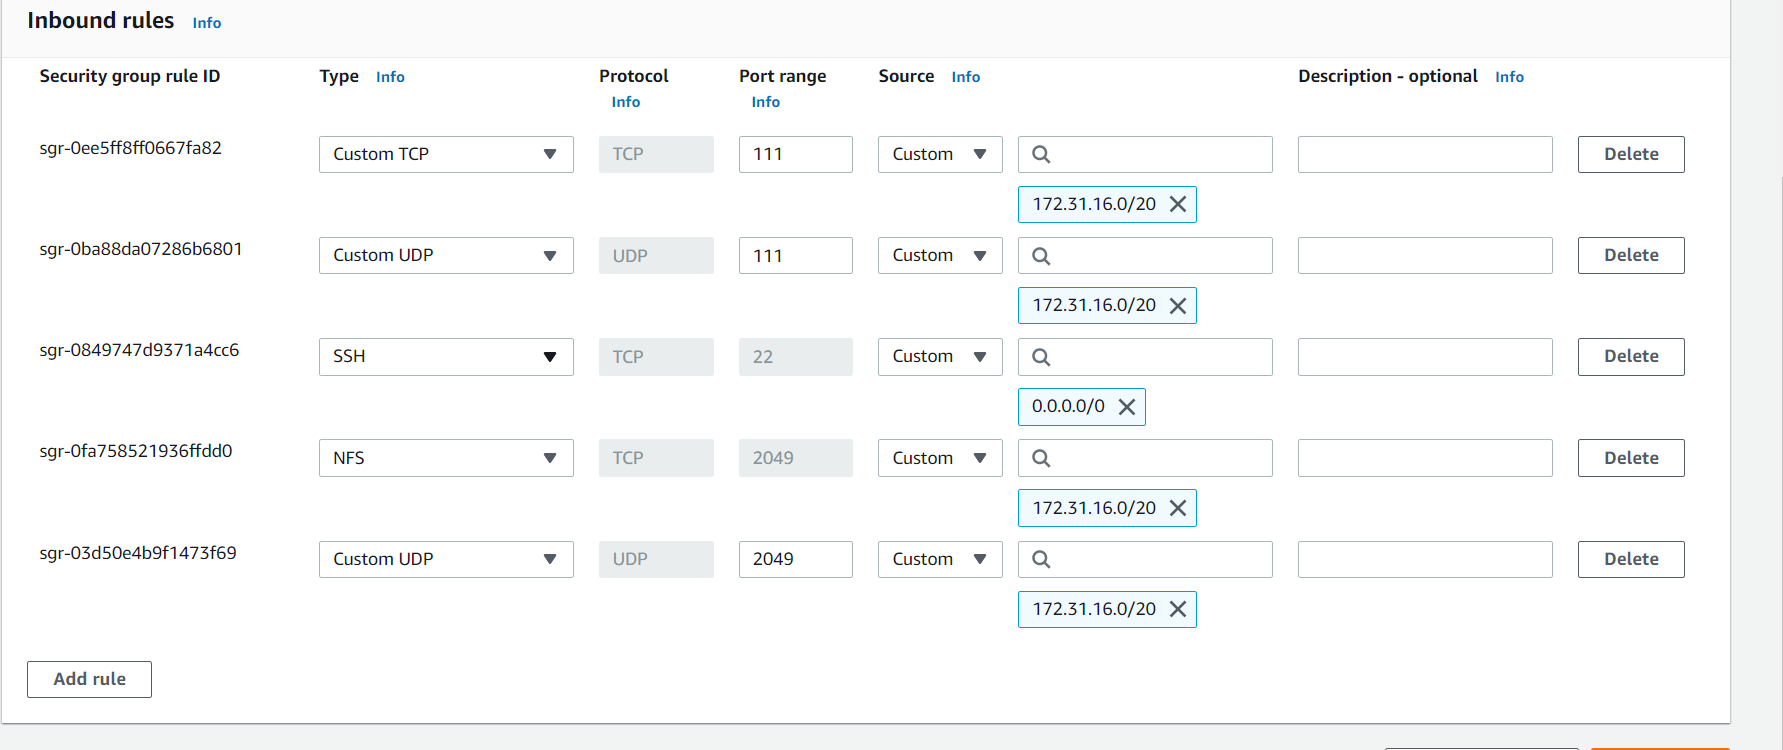 Inbound rules Info
Security group rule ID Type Info Protocol Info Port range Info Source Info Description - optional Info
sgr-0ee5ff8ff0667fa82 Custom TCP TCP 111 Custom Delete
172.31.16.0/20
sgr-0ba88da07286b6801 Custom UDP UDP 111 Custom Delete
172.31.16.0/20
sgr-0849747d9371a4cc6 SSH TCP 22 Custom Delete
0.0.0.0/0
sgr-0fa758521936ffdd0 NFS TCP 2049 Custom Delete
172.31.16.0/20
sgr-03d50e4b9f1473f69 Custom UDP UDP 2049 Custom Delete
172.31.16.0/20
Add rule